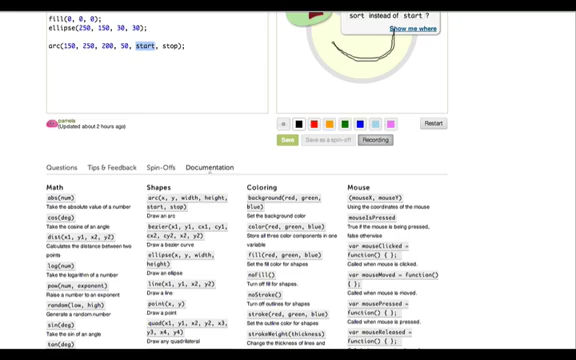 fill(0, 0, 0);
ellipse(250, 150, 30, 30);
arc(150, 250, 200, 50, start, stop);
sort instead of start ?
Show me where
pamela
(Updated about 2 hours ago)
Restart
Save
Save as a spin-off
Recording
Questions
Tips & Feedback
Spin-Offs
Documentation
Math
abs(num)
Take the absolute value of a number
cos(deg)
Take the cosine of an angle
dist(x1, y1, x2, y2)
Calculates the distance between two
points
log(num)
Take the logarithm of a number
pow(num, exponent)
Raise a number to an exponent
random(low, high)
Generate a random number
sin(deg)
Take the sin of an angle
tan(deg)
Shapes
arc(x, y, width, height,
start, stop)
Draw an arc
bezier(x1, y1, cx1, cy1,
cx2, cy2, x2, y2)
Draw a bezier curve
ellipse(x, y, width,
height)
Draw an ellipse
line(x1, y1, x2, y2)
Draw a line
point(x, y)
Draw a point
quad(x1, y1, x2, y2, x3,
y3, x4, y4)
Draw any quadrilateral
Coloring
background(red, green,
blue)
Set the background color
color(red, green, blue)
Store all three color components in one
variable
fill(red, green, blue)
Set the fill color for shapes
noFill()
Turn off fill for shapes.
noStroke()
Turn off outlines for shapes
stroke(red, green, blue)
Set the outline color for shapes
strokeWeight(thickness)
Change the thickness of lines and
Mouse
(mouseX, mouseY)
Using the coordinates of the mouse
mouseIsPressed
True if the mouse is being pressed,
false otherwise
var mouseClicked =
function() { };
Called when mouse is clicked.
var mouseMoved = function()
{ };
Called when mouse is moved.
var mousePressed =
function() { };
Called when mouse is pressed.
var mouseReleased =
function() { };